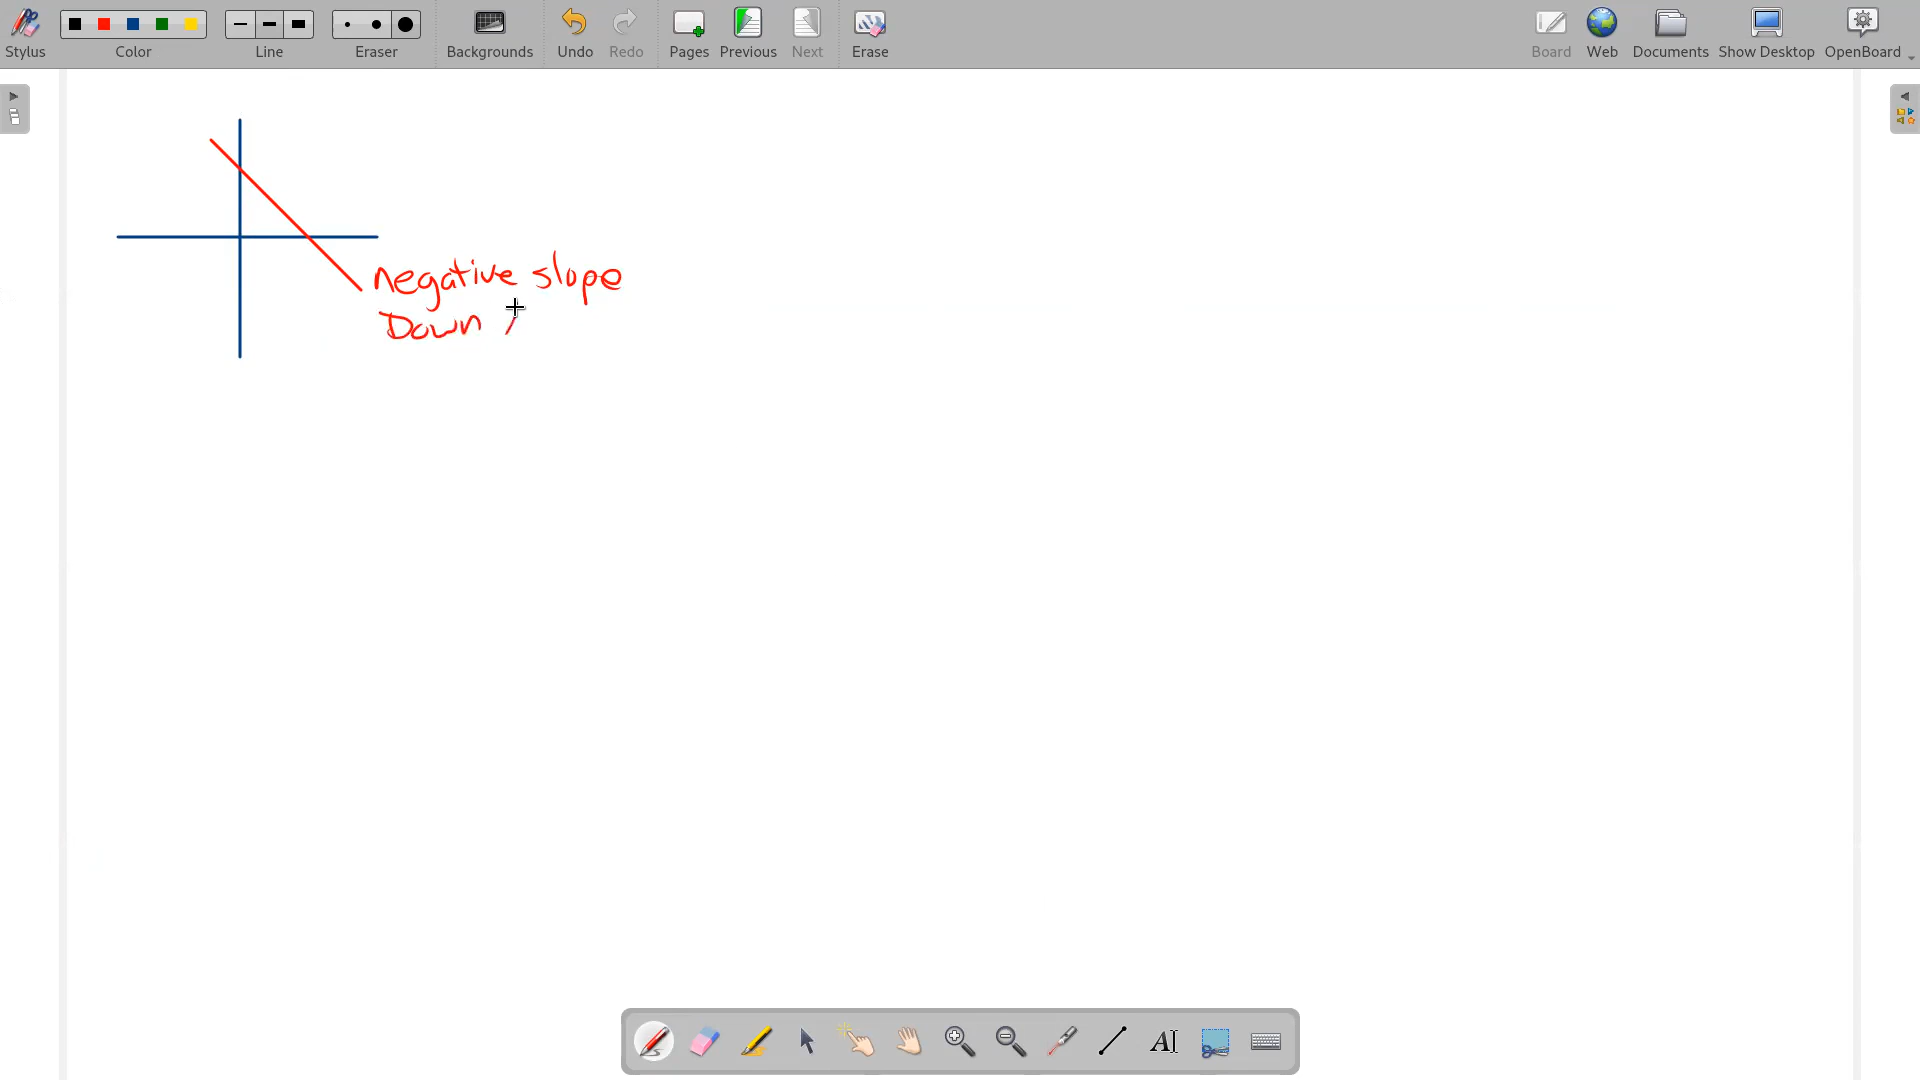 Stylus Color Line Eraser Backgrounds Undo Redo Pages Previous Next Erase Board Web Documents Show Desktop OpenBoard
negative slope
Down /
AI